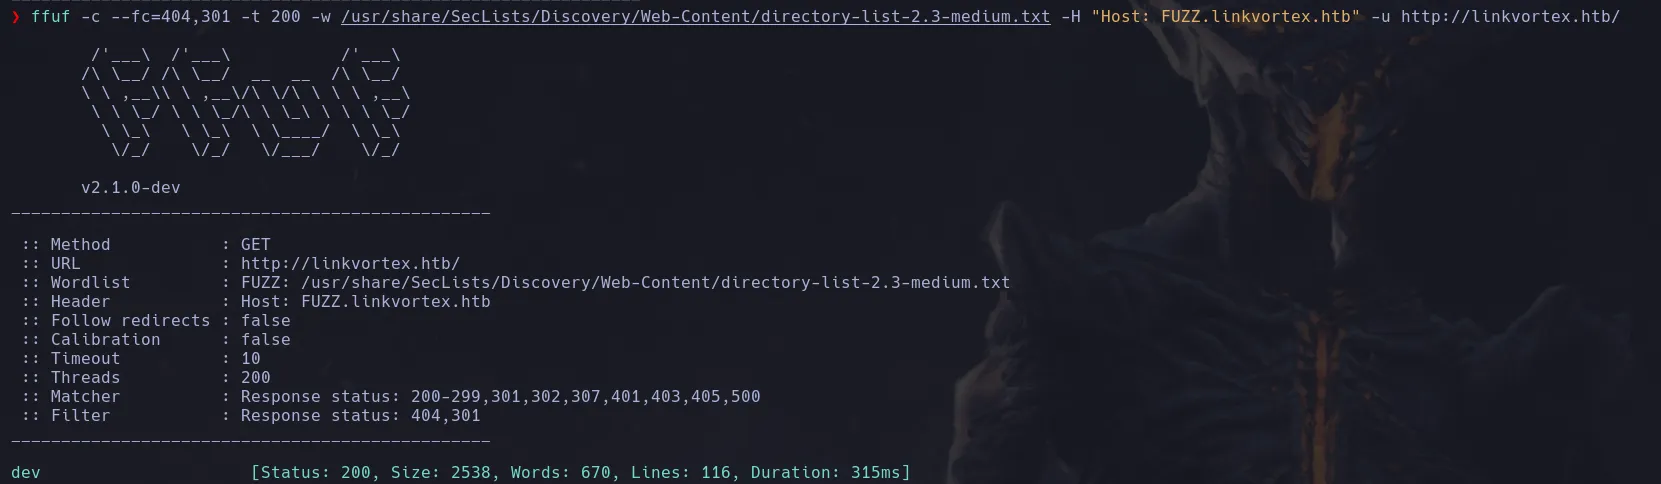 ❯ ffuf -c --fc=404,301 -t 200 -w /usr/share/SecLists/Discovery/Web-Content/directory-list-2.3-medium.txt -H "Host: FUZZ.linkvortex.htb" -u http://linkvortex.htb/
        /'___\  /'___\           /'___\
       /\ \__/ /\ \__/  __  __  /\ \__/
       \ \ ,__\\ \ ,__\/\ \/\ \ \ \ ,__\
        \ \ \_/ \ \ \_/\ \ \_\ \ \ \ \_/
         \ \_\   \ \_\  \ \____/  \ \_\
          \/_/    \/_/   \/___/    \/_/
       v2.1.0-dev
________________________________________________
 :: Method           : GET
 :: URL              : http://linkvortex.htb/
 :: Wordlist         : FUZZ: /usr/share/SecLists/Discovery/Web-Content/directory-list-2.3-medium.txt
 :: Header           : Host: FUZZ.linkvortex.htb
 :: Follow redirects : false
 :: Calibration      : false
 :: Timeout          : 10
 :: Threads          : 200
 :: Matcher          : Response status: 200-299,301,302,307,401,403,405,500
 :: Filter           : Response status: 404,301
________________________________________________
dev                     [Status: 200, Size: 2538, Words: 670, Lines: 116, Duration: 315ms]